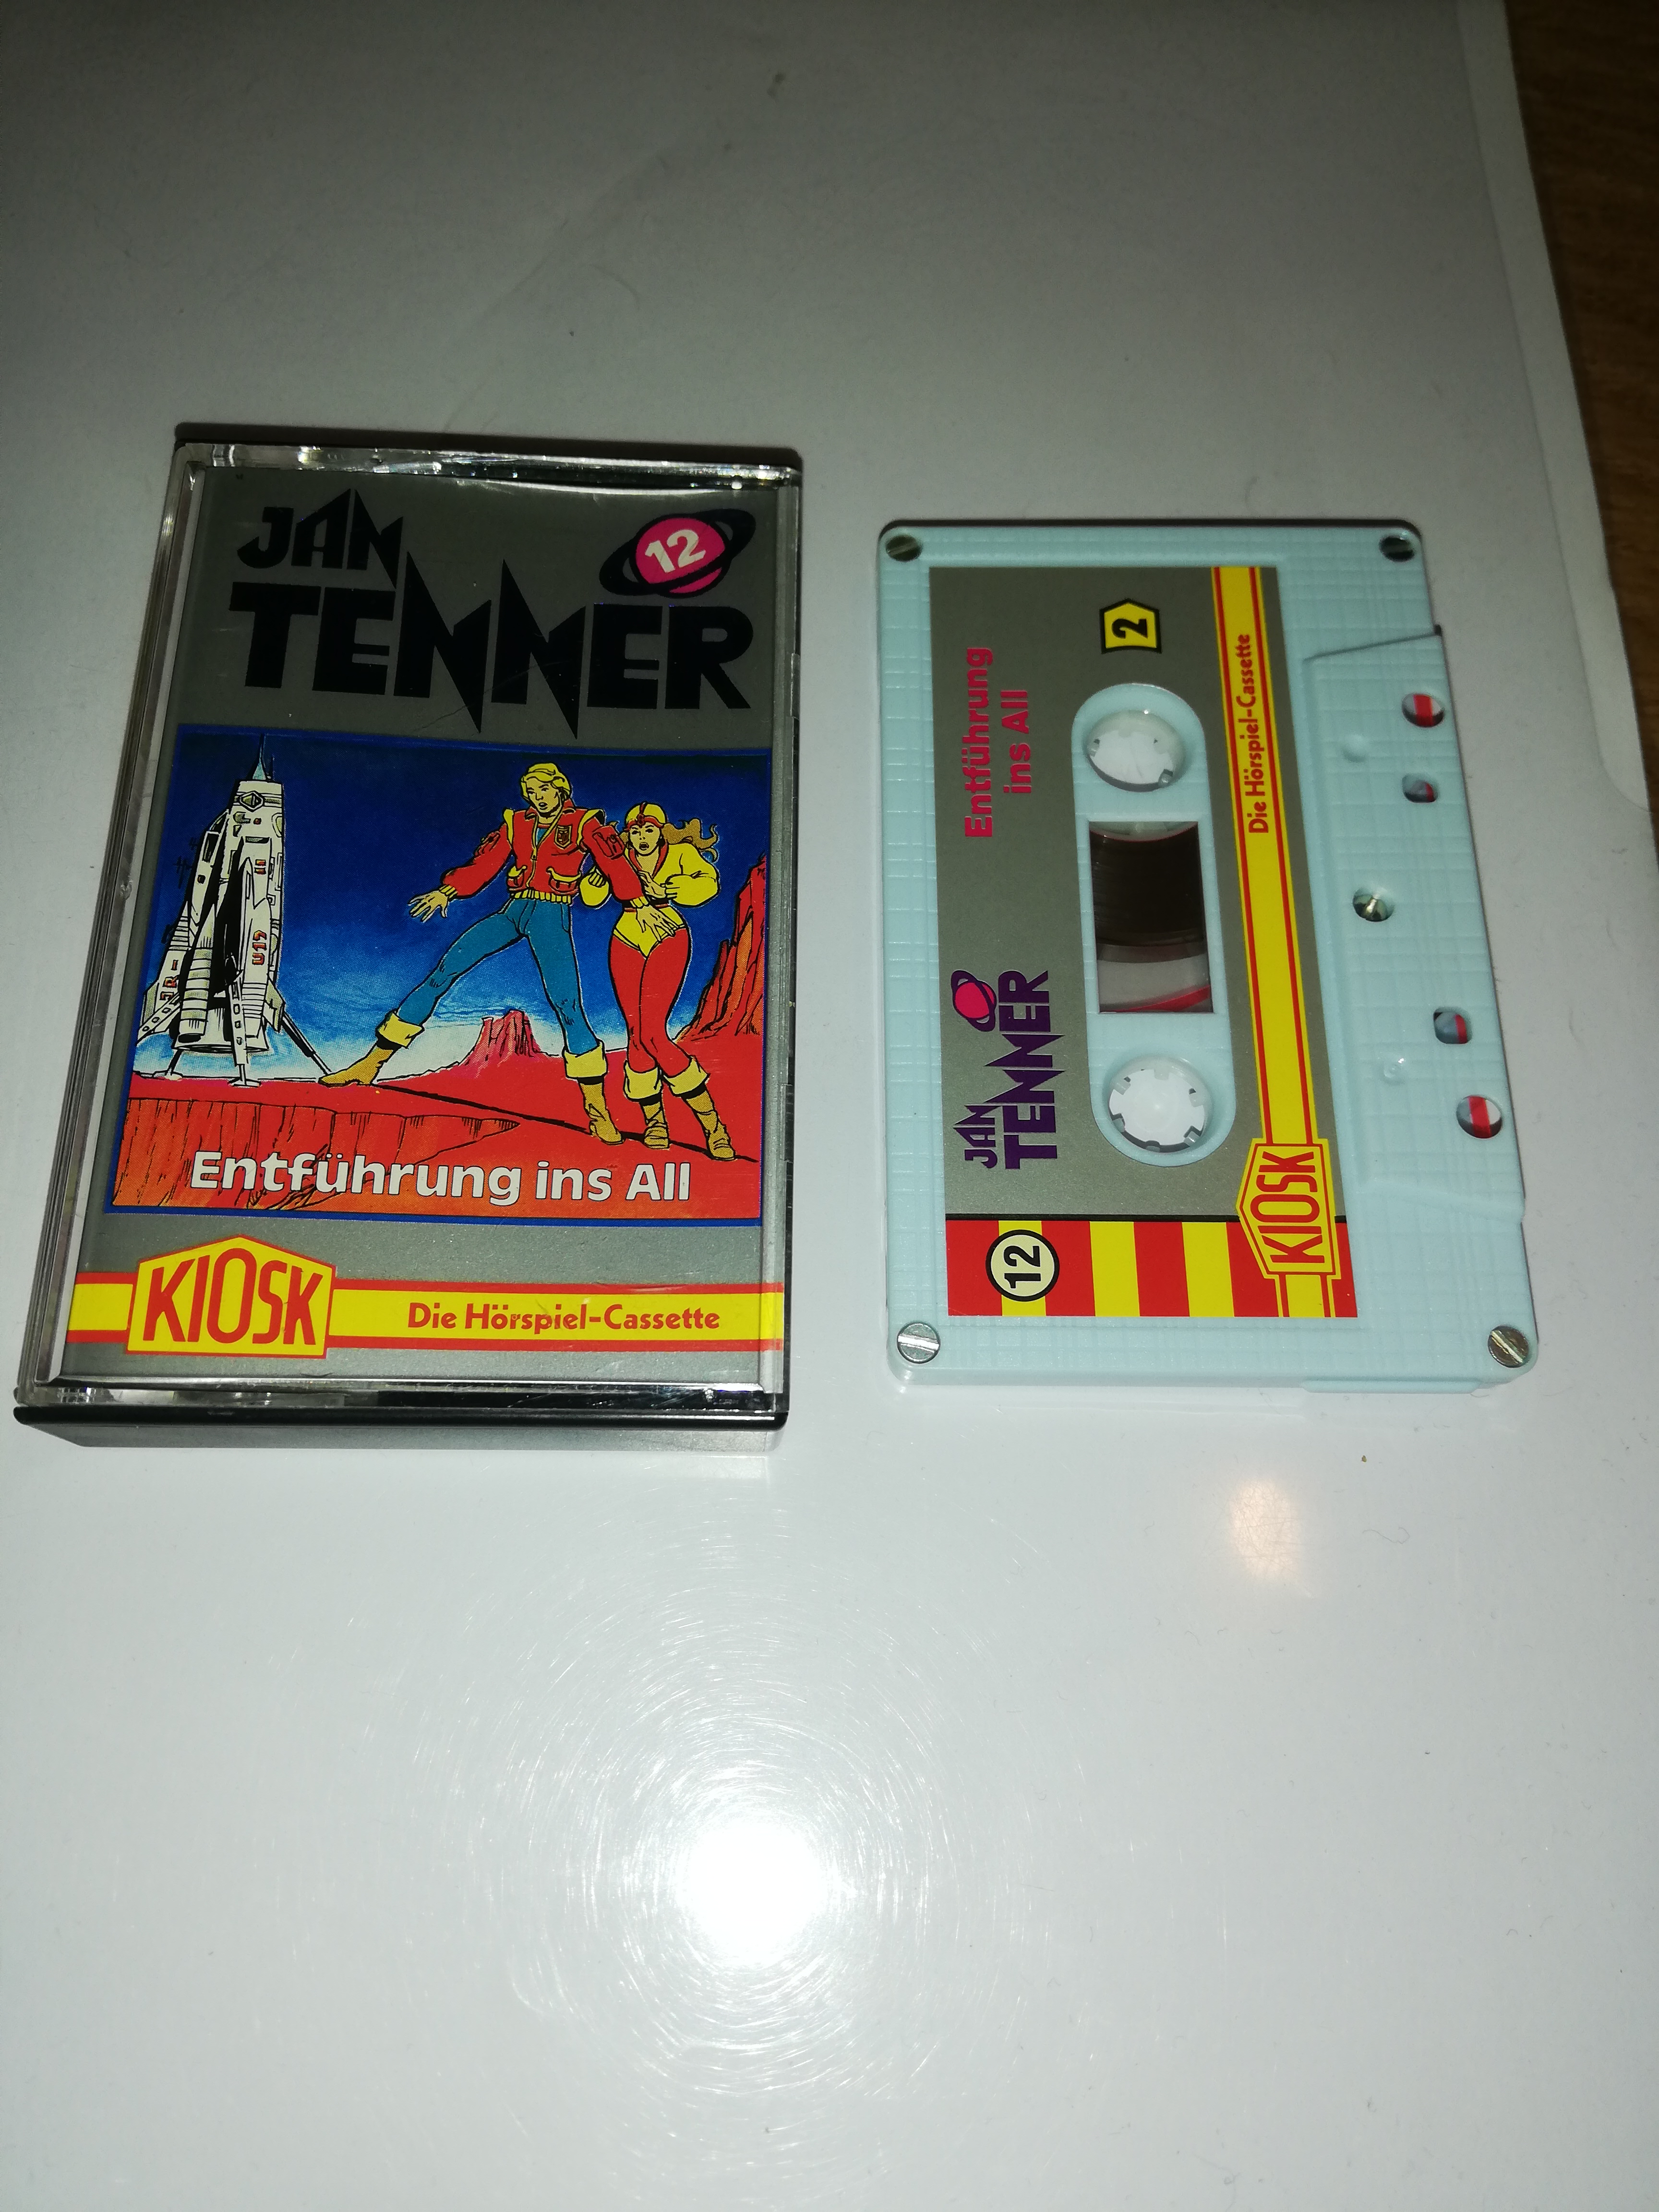 JAN
TENNER
12
Entführung ins All
KIOSK
Die Hörspiel-Cassette
Entführung
ins All
2
JAN
TENNER
12
KIOSK
Die Hörspiel-Cassette